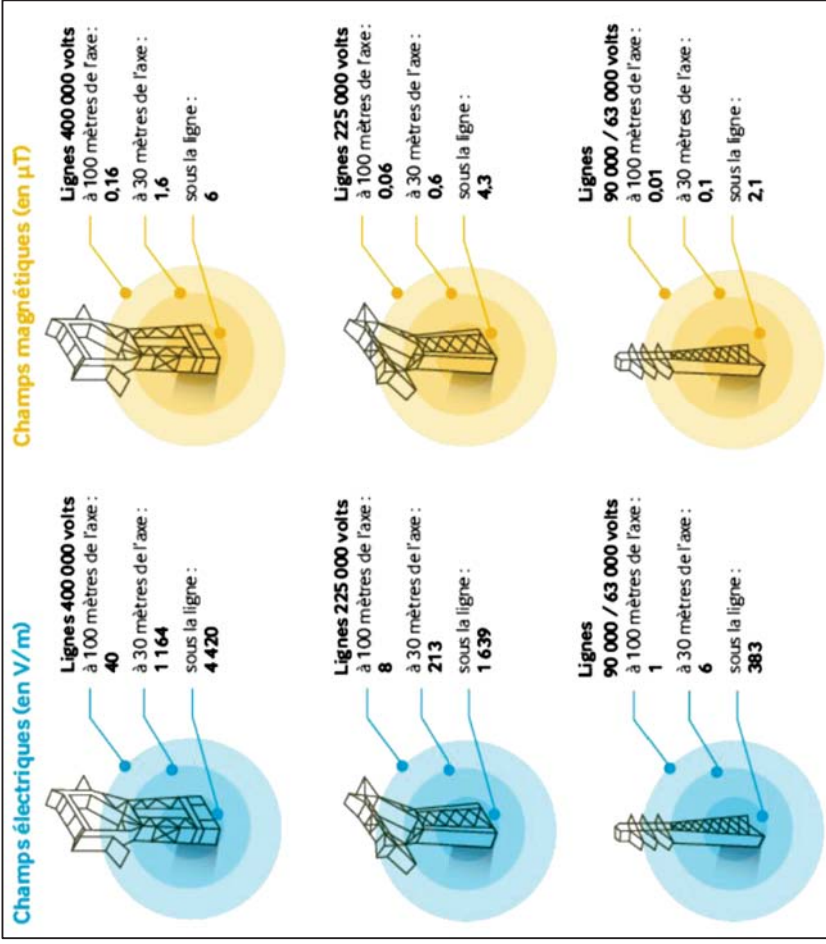 Champs électriques (en V/m)
Lignes 400 000 volts
à 100 mètres de l'axe :
40
à 30 mètres de l'axe :
1 164
sous la ligne :
4 420
Lignes 225 000 volts
à 100 mètres de l'axe :
8
à 30 mètres de l'axe :
213
sous la ligne :
1 639
Lignes
90 000 / 63 000 volts
à 100 mètres de l'axe :
1
à 30 mètres de l'axe :
6
sous la ligne :
383
Champs magnétiques (en µT)
Lignes 400 000 volts
à 100 mètres de l'axe :
0,16
à 30 mètres de l'axe :
1,6
sous la ligne :
6
Lignes 225 000 volts
à 100 mètres de l'axe :
0,06
à 30 mètres de l'axe :
0,6
sous la ligne :
4,3
Lignes
90 000 / 63 000 volts
à 100 mètres de l'axe :
0,01
à 30 mètres de l'axe :
0,1
sous la ligne :
2,1